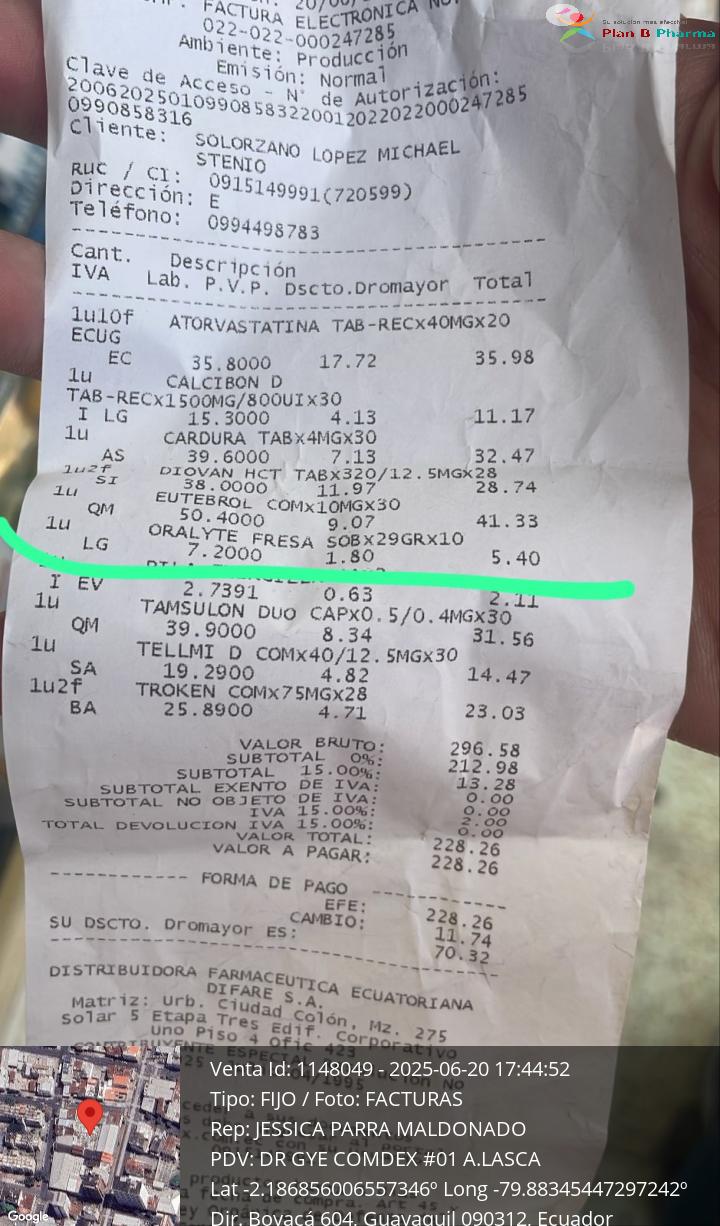 FACTURA ELECTRÓNICA NO.
022-022-000247285
Ambiente: Producción
Emisión: Normal
Clave de Acceso - N° de Autorización:
200620250109908583220012022022000247285
0990858316
Cliente: SOLORZANO LOPEZ MICHAEL
STENIO
RUC / CI: 0915149991(720599)
Dirección: E
Teléfono: 0994498783
Cant. Descripción
IVA Lab. P.V.P. Dscto.Dromayor Total
1u10f ATORVASTATINA TAB-RECx40MGx20
ECUG
EC 35.8000 17.72 35.98
1u CALCIBON D
TAB-RECx1500MG/800UIx30
I LG 15.3000 4.13 11.17
1u CARDURA TABx4MGx30
AS 39.6000 7.13 32.47
1u2f DIOVAN HCT TABx320/12.5MGx28
SI 38.0000 11.97 28.74
1u EUTEBROL COMx10MGx30
QM 50.4000 9.07 41.33
1u ORALYTE FRESA SOBx29GRx10
LG 7.2000 1.80 5.40
I EV 2.7391 0.63 2.11
1u TAMSULON DUO CAPx0.5/0.4MGx30
QM 39.9000 8.34 31.56
1u TELLMI D COMx40/12.5MGx30
SA 19.2900 4.82 14.47
1u2f TROKEN COMx75MGx28
BA 25.8900 4.71 23.03
VALOR BRUTO: 296.58
SUBTOTAL 0%: 212.98
SUBTOTAL 15.00%: 13.28
SUBTOTAL EXENTO DE IVA: 0.00
SUBTOTAL NO OBJETO DE IVA: 0.00
IVA 15.00%: 2.00
TOTAL DEVOLUCION IVA 15.00%: 0.00
VALOR TOTAL: 228.26
VALOR A PAGAR: 228.26
FORMA DE PAGO
EFE: 228.26
CAMBIO: 11.74
SU DSCTO. Dromayor ES: 70.32
DISTRIBUIDORA FARMACEUTICA ECUATORIANA
DIFARE S.A.
Matriz: Urb. Ciudad Colón, Mz. 275
Solar 5 Etapa Tres Edif. Corporativo
Uno Piso 4 Ofic 423
CONTRIBUYENTE ESPECIAL
Su solución más efectiva!
Plan B Pharma
Venta Id: 1148049 - 2025-06-20 17:44:52
Tipo: FIJO / Foto: FACTURAS
Rep: JESSICA PARRA MALDONADO
PDV: DR GYE COMDEX #01 A.LASCA
Lat -2.186856006557346º Long -79.88345447297242º
Dir. Boyacá 604, Guayaquil 090312, Ecuador
Google